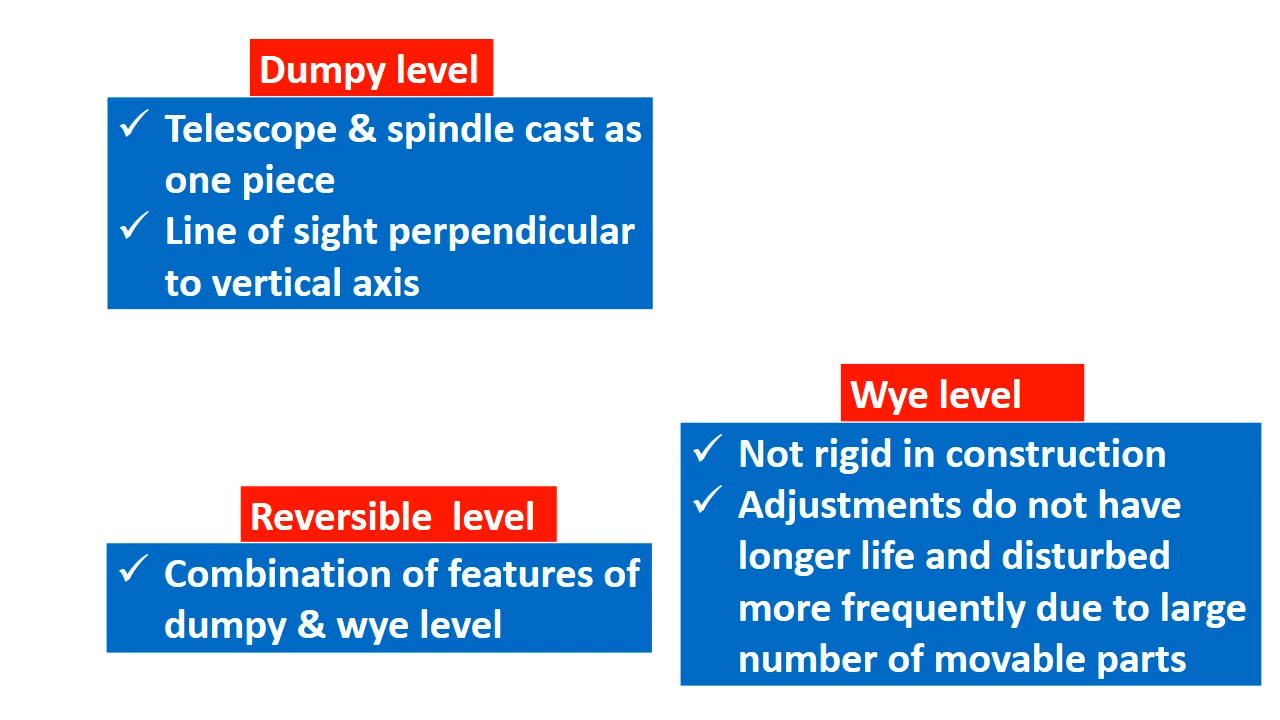 Dumpy level
✓ Telescope & spindle cast as
one piece
✓ Line of sight perpendicular
to vertical axis
Wye level
✓ Not rigid in construction
✓ Adjustments do not have
longer life and disturbed
more frequently due to large
number of movable parts
Reversible level
✓ Combination of features of
dumpy & wye level